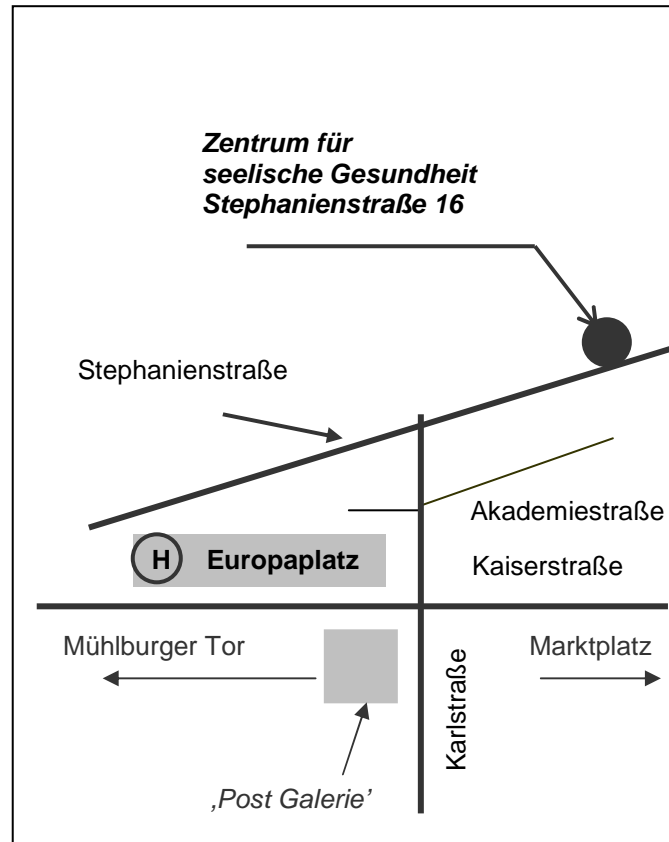 Zentrum für
seelische Gesundheit
Stephanienstraße 16
Stephanienstraße
Akademiestraße
H Europaplatz
Kaiserstraße
Mühlburger Tor
Marktplatz
Karlstraße
‚Post Galerie’